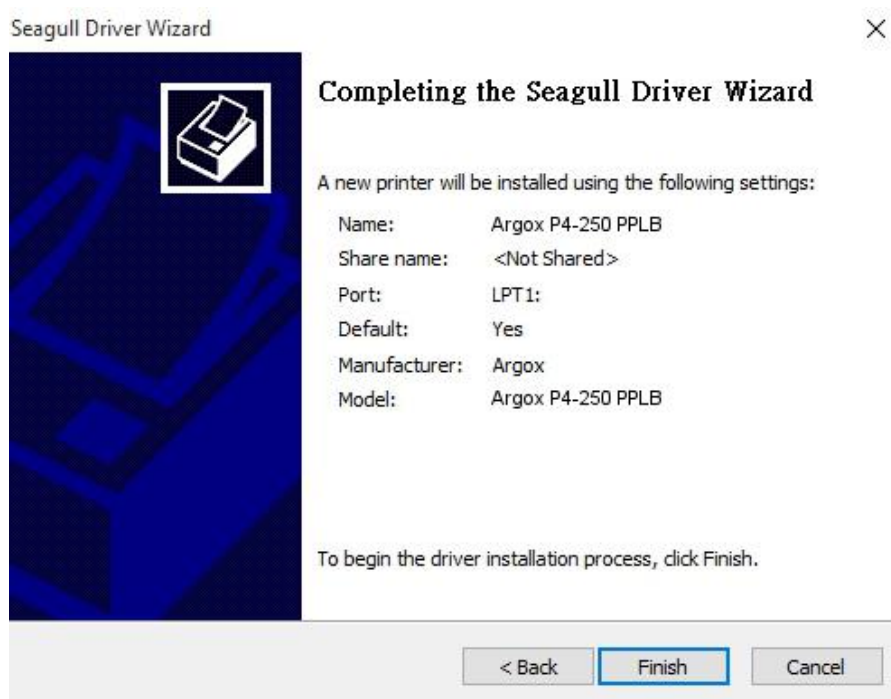 Seagull Driver Wizard
Completing the Seagull Driver Wizard
A new printer will be installed using the following settings:
Name: Argox P4-250 PPLB
Share name: <Not Shared>
Port: LPT1:
Default: Yes
Manufacturer: Argox
Model: Argox P4-250 PPLB
To begin the driver installation process, click Finish.
< Back Finish Cancel